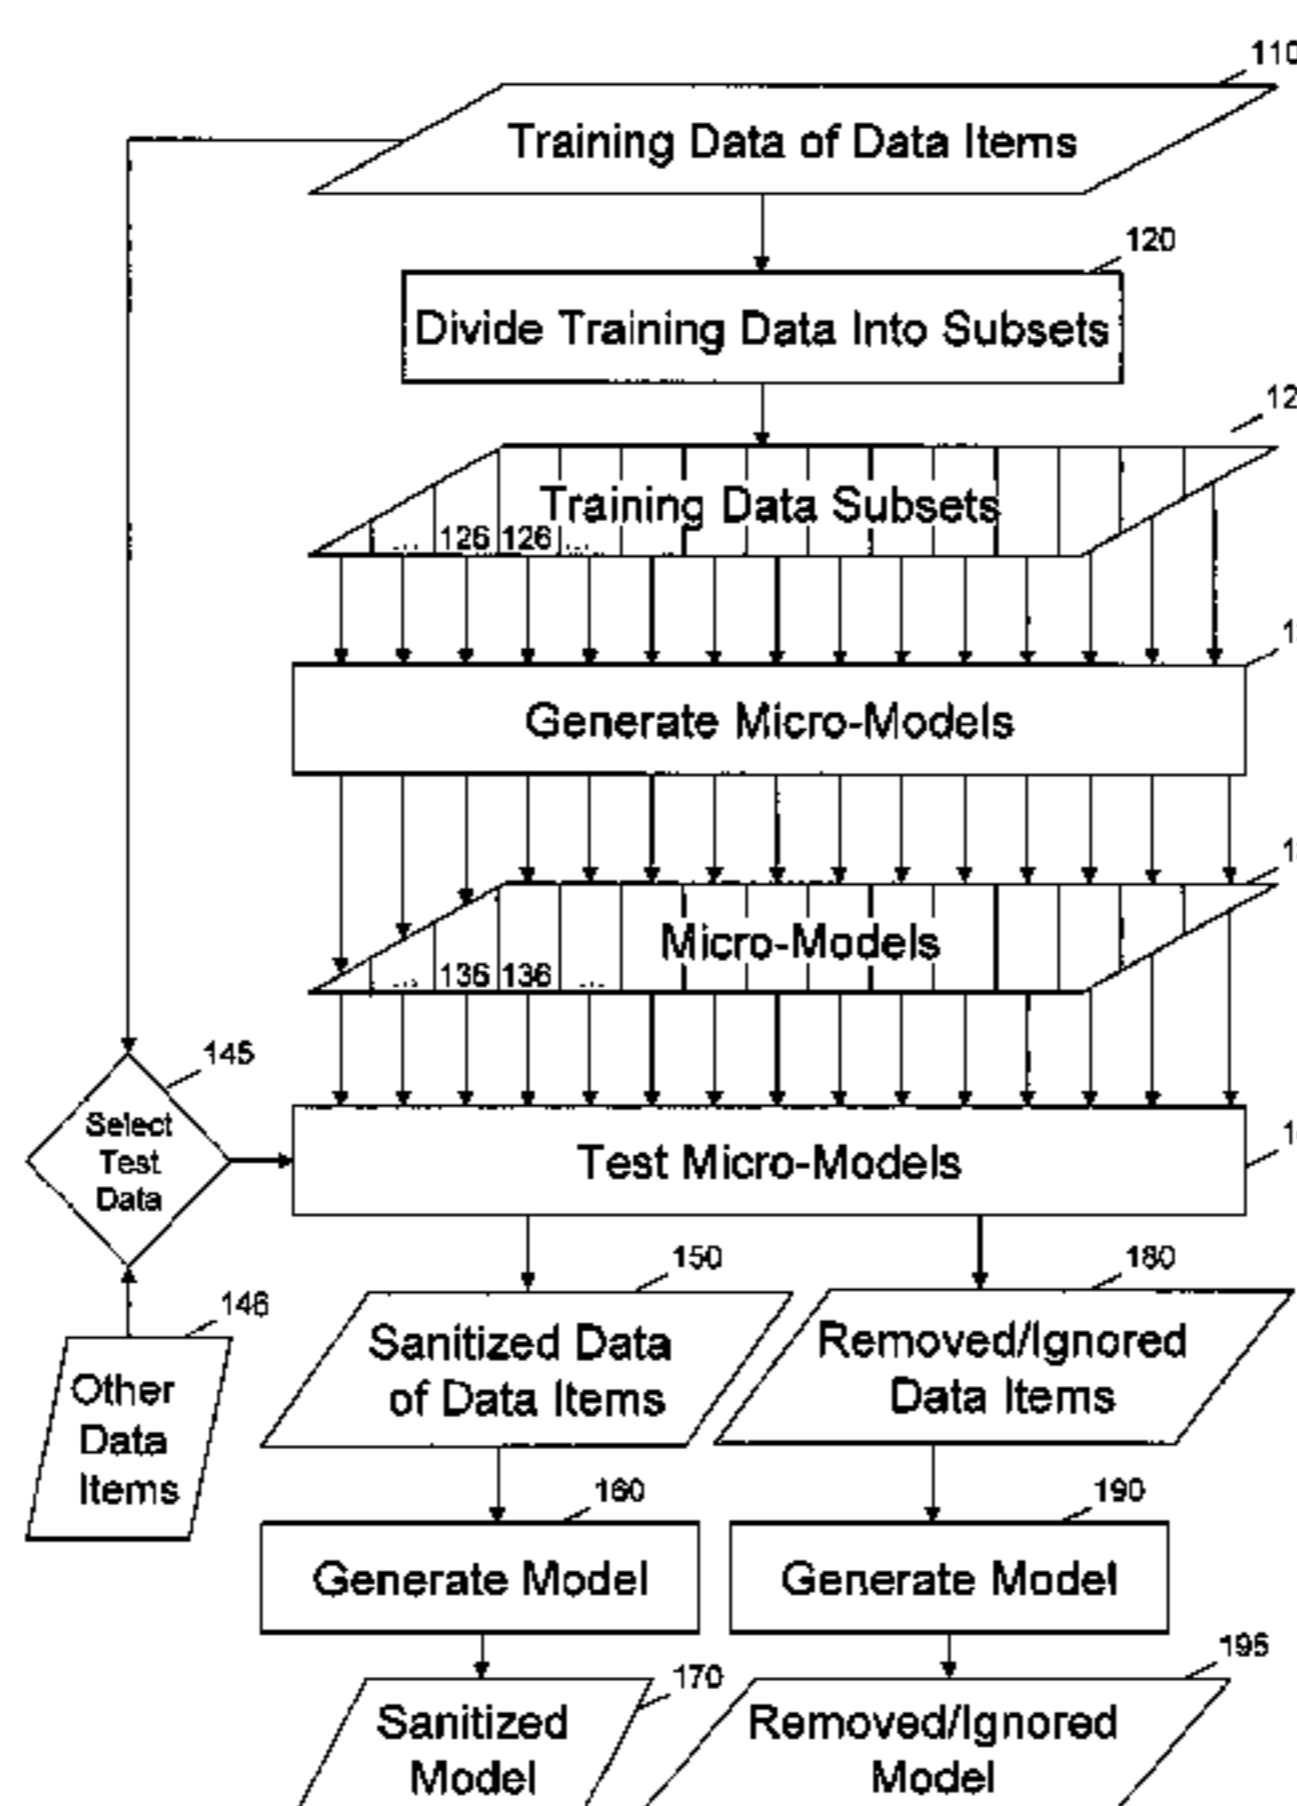 110
Training Data of Data Items
120
Divide Training Data Into Subsets
Training Data Subsets
... 126 126 ...
Generate Micro-Models
Micro-Models
... 136 136 ...
145
Select
Test
Data
Test Micro-Models
150
180
146
Sanitized Data
of Data Items
Removed/Ignored
Data Items
Other
Data
Items
160
190
Generate Model
Generate Model
195
170
Sanitized
Model
Removed/Ignored
Model